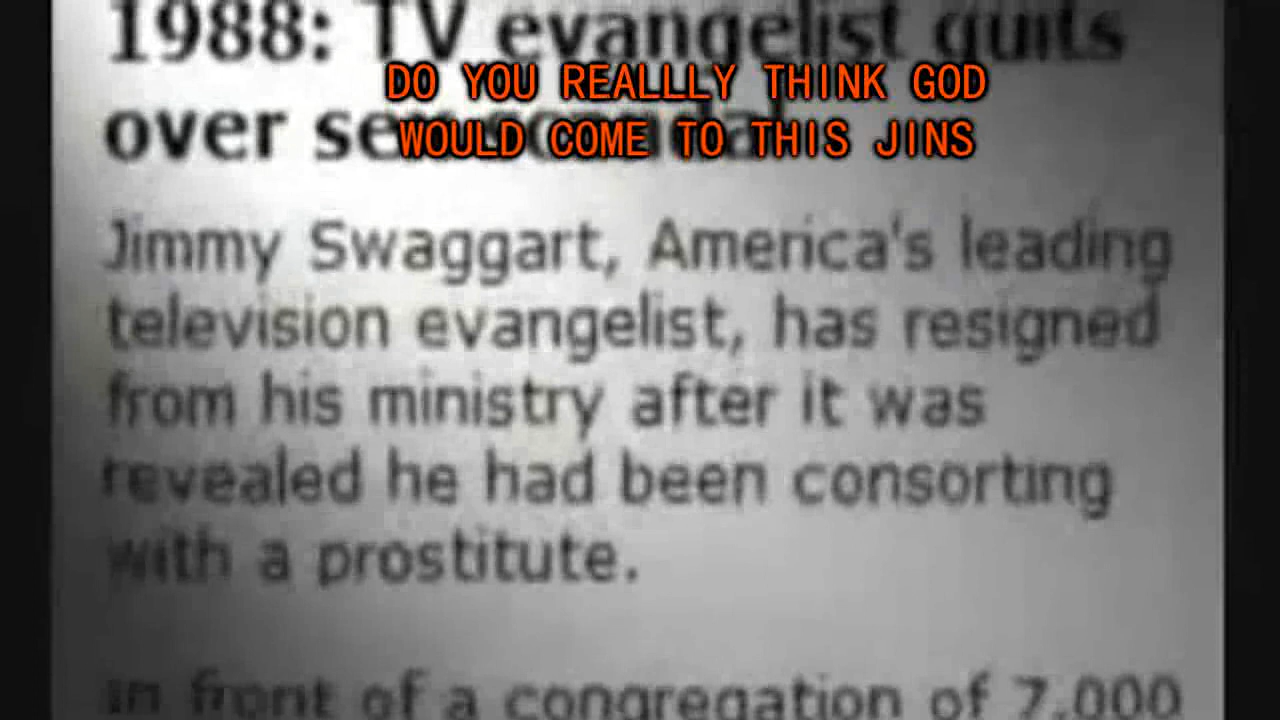 1988: TV evangelist quits
DO YOU REALLLY THINK GOD
over sex scandal
WOULD COME TO THIS JINS
Jimmy Swaggart, America's leading
television evangelist, has resigned
from his ministry after it was
revealed he had been consorting
with a prostitute.
In front of a congregation of 7,000